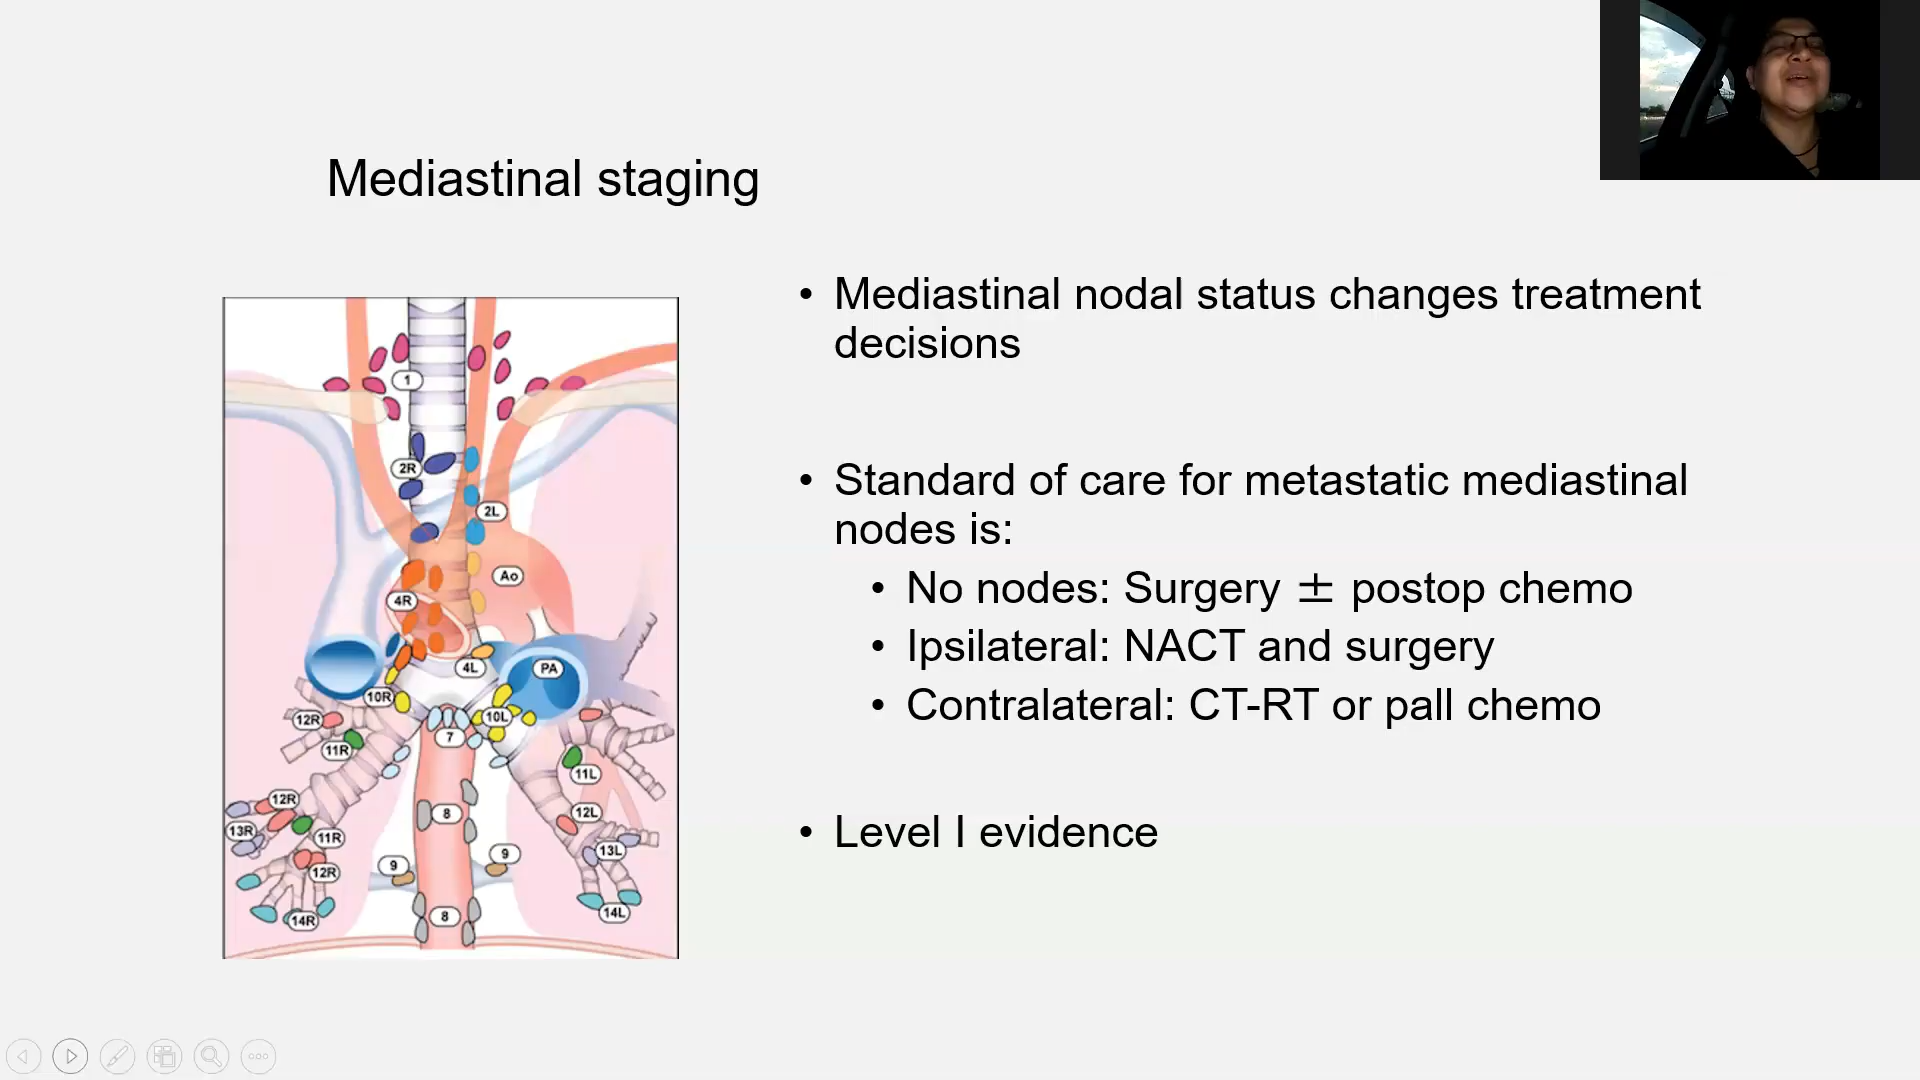 Mediastinal staging
• Mediastinal nodal status changes treatment
decisions
• Standard of care for metastatic mediastinal
nodes is:
• No nodes: Surgery ± postop chemo
• Ipsilateral: NACT and surgery
• Contralateral: CT-RT or pall chemo
• Level I evidence
1
2R
2L
Ao
4R
4L
PA
10R
10L
12R
7
11R
11L
12R
8
12L
13R
11R
13L
9
9
12R
14R
8
14L